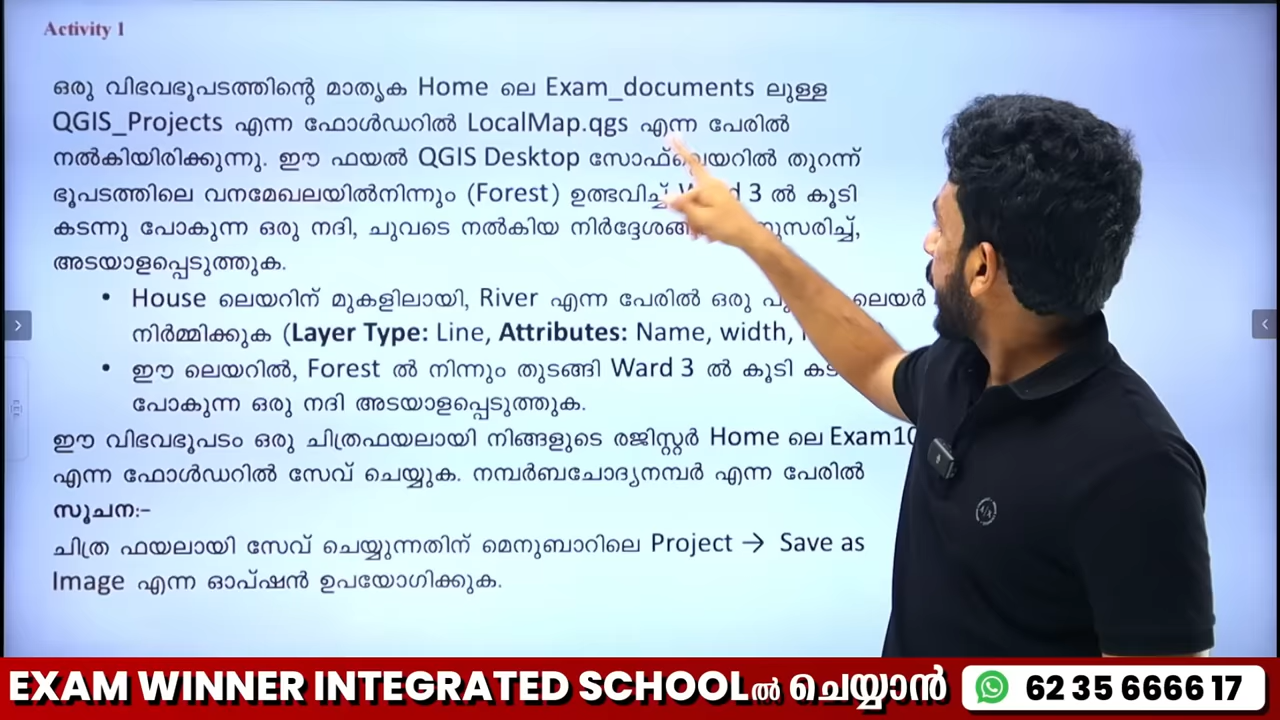 Activity 1
ഒരു വിഭവഭൂപടത്തിന്റെ മാതൃക Home ലെ Exam_documents ലുള്ള
QGIS_Projects എന്ന ഫോൾഡറിൽ LocalMap.qgs എന്ന പേരിൽ
നൽകിയിരിക്കുന്നു. ഈ ഫയൽ QGIS Desktop സോഫ്റ്റ്‌വെയറിൽ തുറന്ന്
ഭൂപടത്തിലെ വനമേഖലയിൽനിന്നും (Forest) ഉത്ഭവിച്ച് Ward 3 ൽ കൂടി
കടന്നു പോകുന്ന ഒരു നദി, ചുവടെ നൽകിയ
അടയാളപ്പെടുത്തുക.
• House ലെയറിന് മുകളിലായി, River എന്ന പേരിൽ ഒരു ലെയർ
നിർമ്മിക്കുക (Layer Type: Line, Attributes: Name, width,
• ഈ ലെയറിൽ, Forest ൽ നിന്നും തുടങ്ങി Ward 3 ൽ കൂടി
പോകുന്ന ഒരു നദി അടയാളപ്പെടുത്തുക.
ഈ വിഭവഭൂപടം ഒരു ചിത്രഫയലായി നിങ്ങളുടെ രജിസ്റ്റർ Home ലെ Exam10
എന്ന ഫോൾഡറിൽ സേവ് ചെയ്യുക. നമ്പർബചോദ്യനമ്പർ എന്ന പേരിൽ
സൂചന:-
ചിത്ര ഫയലായി സേവ് ചെയ്യുന്നതിന് മെനുബാറിലെ Project → Save as
Image എന്ന ഓപ്ഷൻ ഉപയോഗിക്കുക.
EXAM WINNER INTEGRATED SCHOOLൽ ചെയ്യാൻ 62 35 6666 17